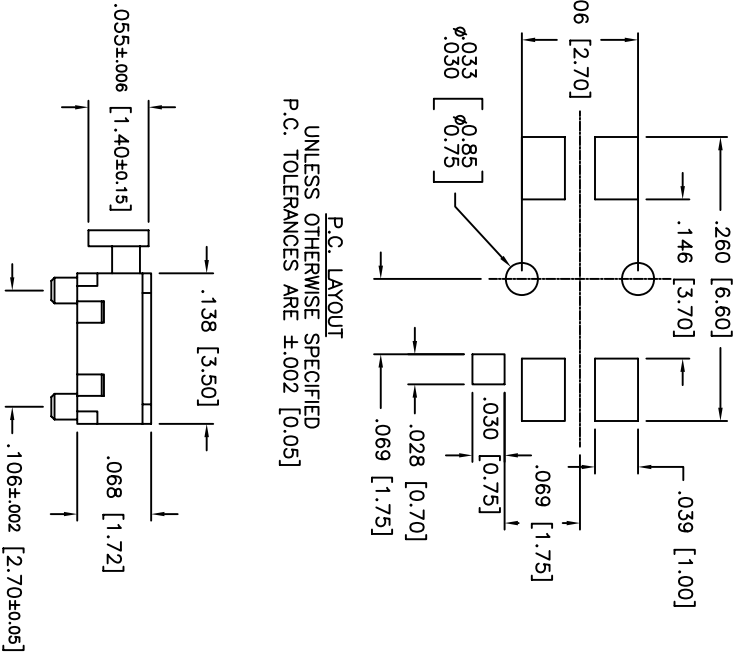 06 [2.70]
ø.033
.030
ø0.85
0.75
.260 [6.60]
.146 [3.70]
.039 [1.00]
.069 [1.75]
.030 [0.75]
.028 [0.70]
.069 [1.75]
P.C. LAYOUT
UNLESS OTHERWISE SPECIFIED
P.C. TOLERANCES ARE ±.002 [0.05]
.055±.006 [1.40±0.15]
.138 [3.50]
.068 [1.72]
.106±.002 [2.70±0.05]